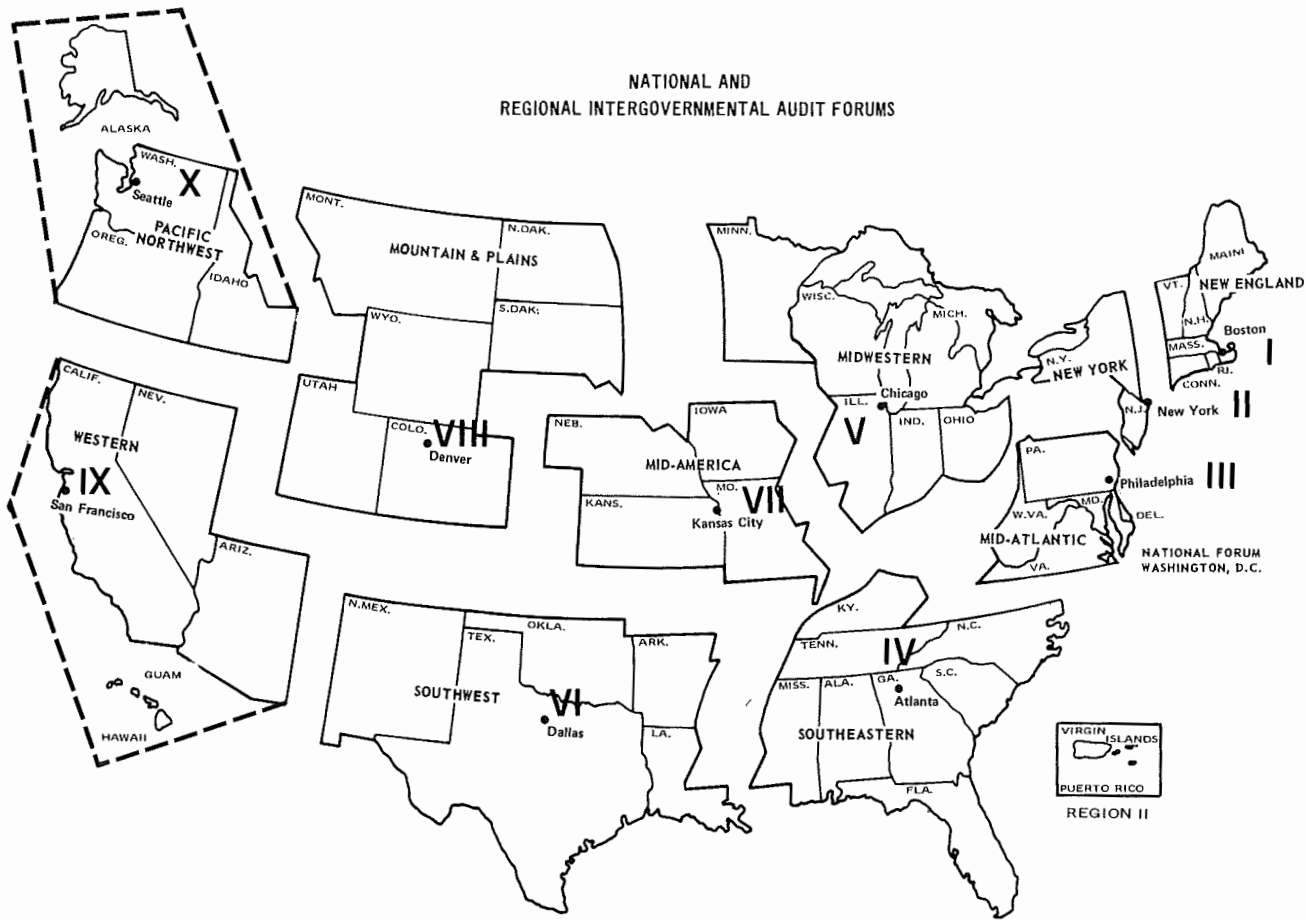 NATIONAL AND
REGIONAL INTERGOVERNMENTAL AUDIT FORUMS
ALASKA
WASH.
X
Seattle
PACIFIC
NORTHWEST
OREG.
IDAHO
MONT.
N.DAK.
MOUNTAIN & PLAINS
S.DAK.
WYO.
UTAH
COLO.
VIII
Denver
CALIF.
NEV.
WESTERN
IX
San Francisco
ARIZ.
GUAM
HAWAII
NEB.
IOWA
MID-AMERICA
KANS.
MO.
VII
Kansas City
MINN.
WISC.
MICH.
MIDWESTERN
Chicago
ILL.
V
IND.
OHIO
MAINI
VT.
NEW ENGLAND
N.H.
Boston
MASS.
I
RI.
CONN.
N.Y.
NEW YORK
N.J.
New York
II
PA.
Philadelphia
III
MD.
W.VA.
DEL.
MID-ATLANTIC
VA.
NATIONAL FORUM
WASHINGTON, D.C.
N.MEX.
OKLA.
TEX.
ARK.
SOUTHWEST
VI
Dallas
LA.
KY.
N.C.
TENN.
IV
S.C.
MISS.
ALA.
GA.
Atlanta
SOUTHEASTERN
FLA.
VIRGIN
ISLANDS
PUERTO RICO
REGION II